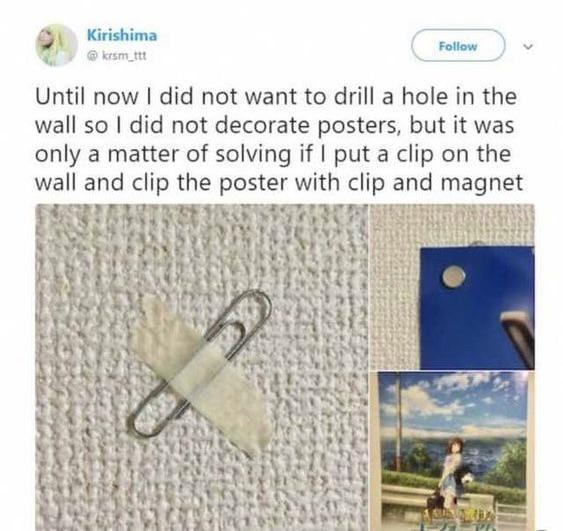 Kirishima
@ krsm_ttt
Follow
Until now I did not want to drill a hole in the
wall so I did not decorate posters, but it was
only a matter of solving if I put a clip on the
wall and clip the poster with clip and magnet